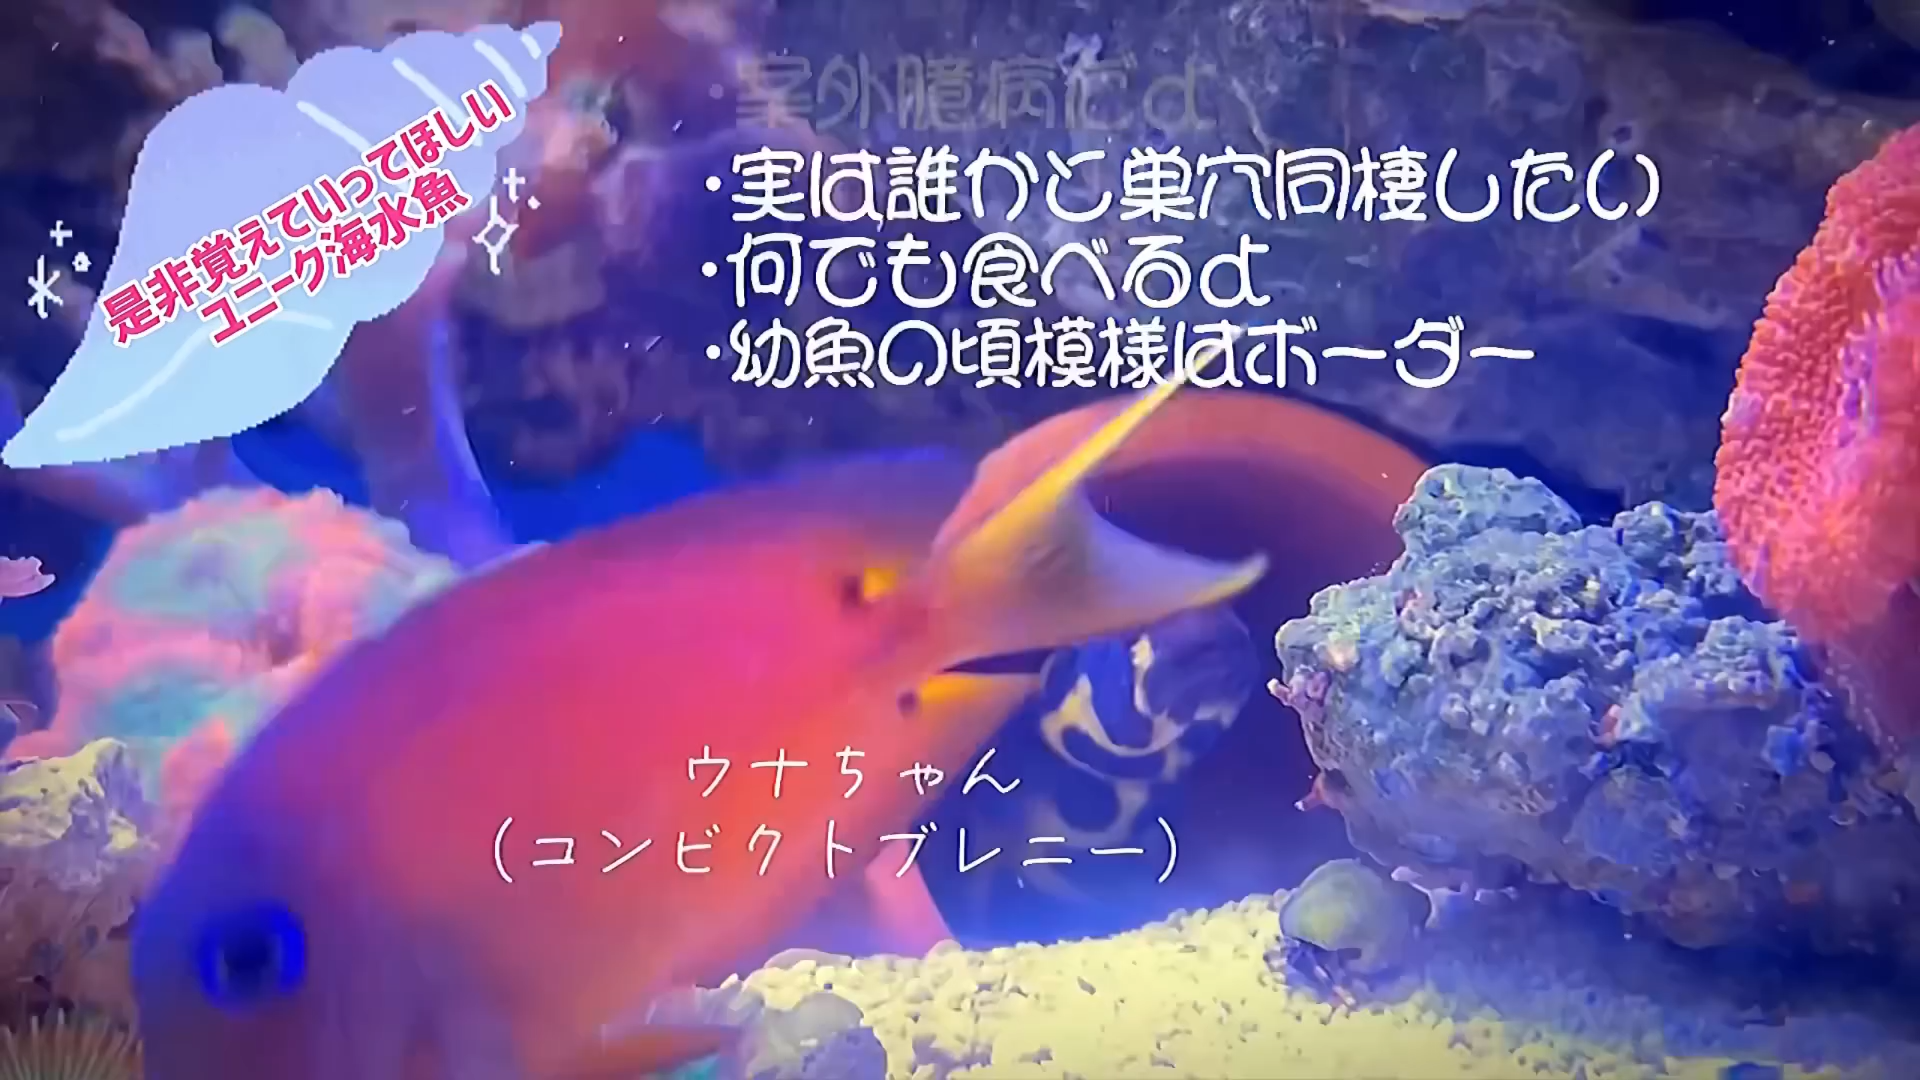 是非覚えていってほしい
ユニーク海水魚
・案外臆病だよ
・実は誰かと巣穴同棲したい
・何でも食べるよ
・幼魚の頃模様はボーダー
ウナちゃん
(コンビクトブレニー)